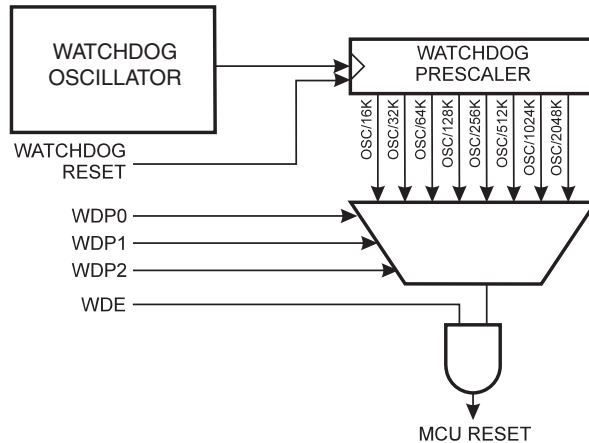 WATCHDOG
OSCILLATOR
WATCHDOG
PRESCALER
WATCHDOG
RESET
OSC/16K
OSC/32K
OSC/64K
OSC/128K
OSC/256K
OSC/512K
OSC/1024K
OSC/2048K
WDP0
WDP1
WDP2
WDE
MCU RESET